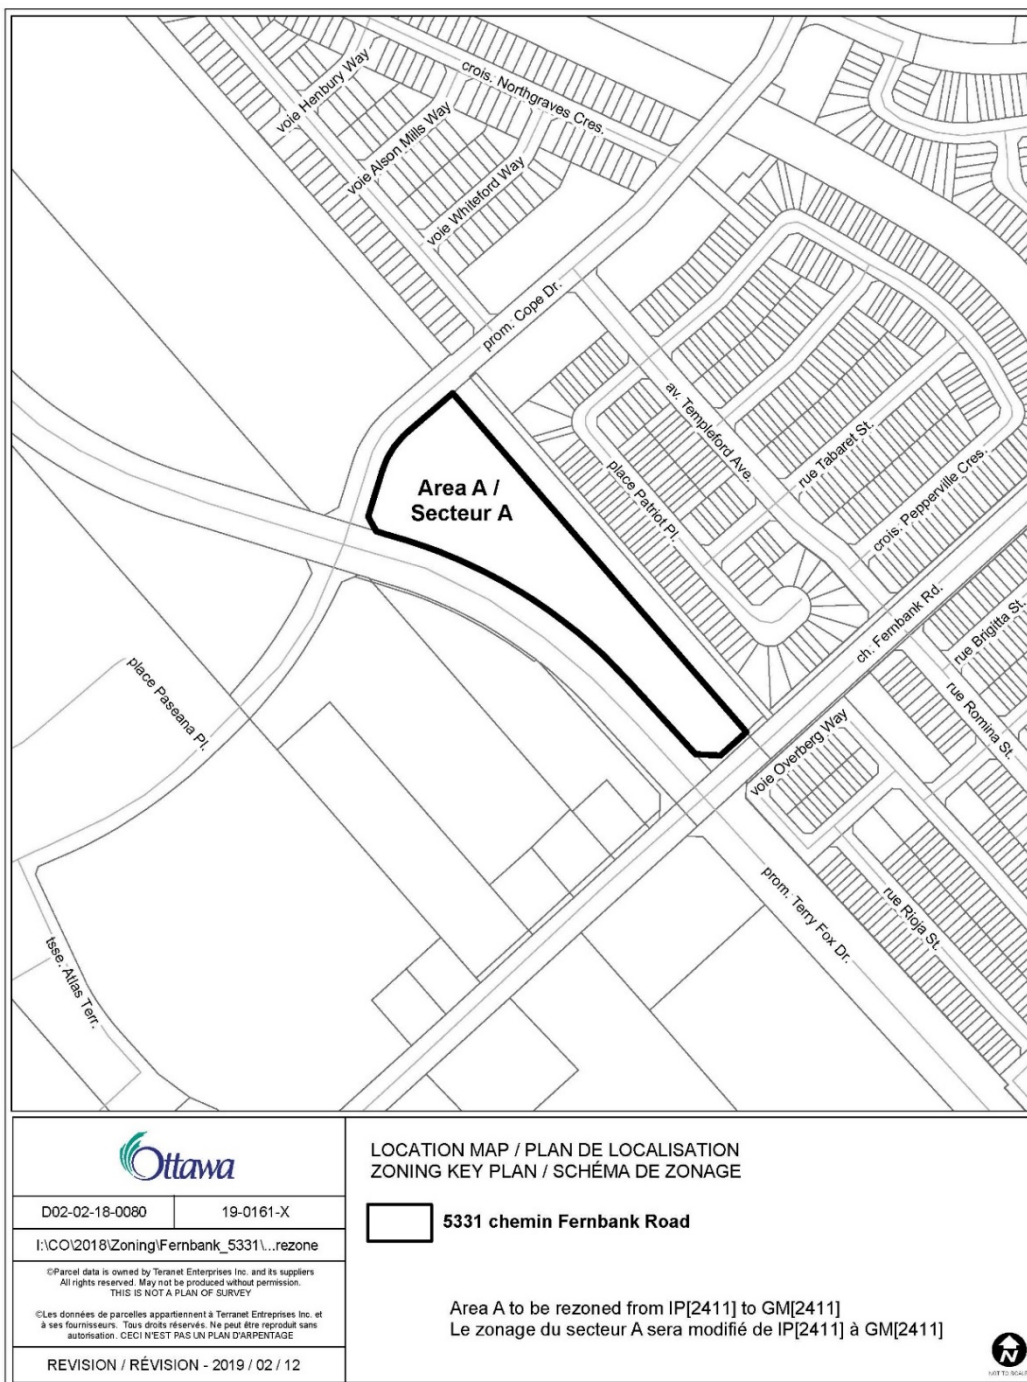 voie Henbury Way
crois. Northgraves Cres.
voie Alson Mills Way
voie Whiteford Way
prom. Cope Dr.
av. Templeford Ave.
rue Tabaret St.
place Patriot Pl.
crois. Pepperville Cres.
Area A /
Secteur A
ch. Fernbank Rd.
rue Brigitta St.
rue Romina St.
place Paseana Pl.
voie Overberg Way
prom. Terry Fox Dr.
rue Rioja St.
tsse. Atlas Terr.
Ottawa
D02-02-18-0080
19-0161-X
I:\CO\2018\Zoning\Fernbank_5331\...rezone
©Parcel data is owned by Teranet Enterprises Inc. and its suppliers
All rights reserved. May not be produced without permission.
THIS IS NOT A PLAN OF SURVEY
©Les données de parcelles appartiennent à Terranet Entreprises Inc. et
à ses fournisseurs. Tous droits réservés. Ne peut être reproduit sans
autorisation. CECI N'EST PAS UN PLAN D'ARPENTAGE
REVISION / RÉVISION - 2019 / 02 / 12
LOCATION MAP / PLAN DE LOCALISATION
ZONING KEY PLAN / SCHÉMA DE ZONAGE
5331 chemin Fernbank Road
Area A to be rezoned from IP[2411] to GM[2411]
Le zonage du secteur A sera modifié de IP[2411] à GM[2411]
N
NOT TO SCALE